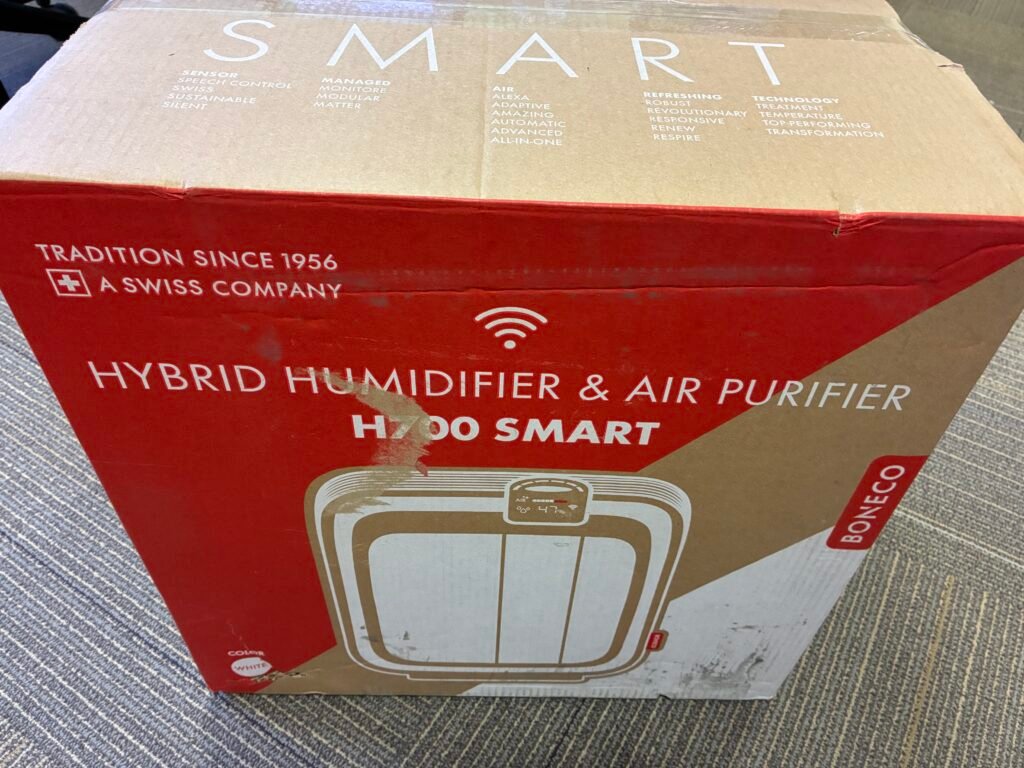 SMART
SENSOR
SPEECH CONTROL
SWISS
SUSTAINABLE
SILENT
MANAGED
MONITORE
MODULAR
MATTER
AIR
ALEXA
ADAPTIVE
AMAZING
AUTOMATIC
ADVANCED
ALL-IN-ONE
REFRESHING
ROBUST
REVOLUTIONARY
RESPONSIVE
RENEW
RESPIRE
TECHNOLOGY
TREATMENT
TEMPERATURE
TOP-PERFORMING
TRANSFORMATION
TRADITION SINCE 1956
A SWISS COMPANY
HYBRID HUMIDIFIER & AIR PURIFIER
H700 SMART
47%
BONECO
COLOR
WHITE